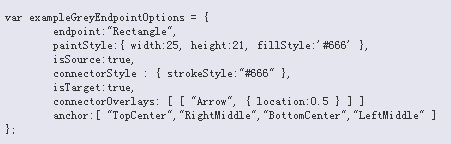 var exampleGreyEndpointOptions = {
endpoint:"Rectangle",
paintStyle:{ width:25, height:21, fillStyle:'#666' },
isSource:true,
connectorStyle : { strokeStyle:"#666" },
isTarget:true,
connectorOverlays: [ [ "Arrow", { location:0.5 } ] ]
anchor:[ "TopCenter","RightMiddle","BottomCenter","LeftMiddle" ]
};